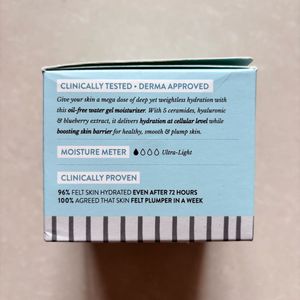 CLINICALLY TESTED • DERMA APPROVED
Give your skin a mega dose of deep yet weightless hydration with
this oil-free water gel moisturizer. With 5 ceramides, hyaluronic
& blueberry extract, it delivers hydration at cellular level while
boosting skin barrier for healthy, smooth & plump skin.
MOISTURE METER Ultra-Light
CLINICALLY PROVEN
96% FELT SKIN HYDRATED EVEN AFTER 72 HOURS
100% AGREED THAT SKIN FELT PLUMPER IN A WEEK